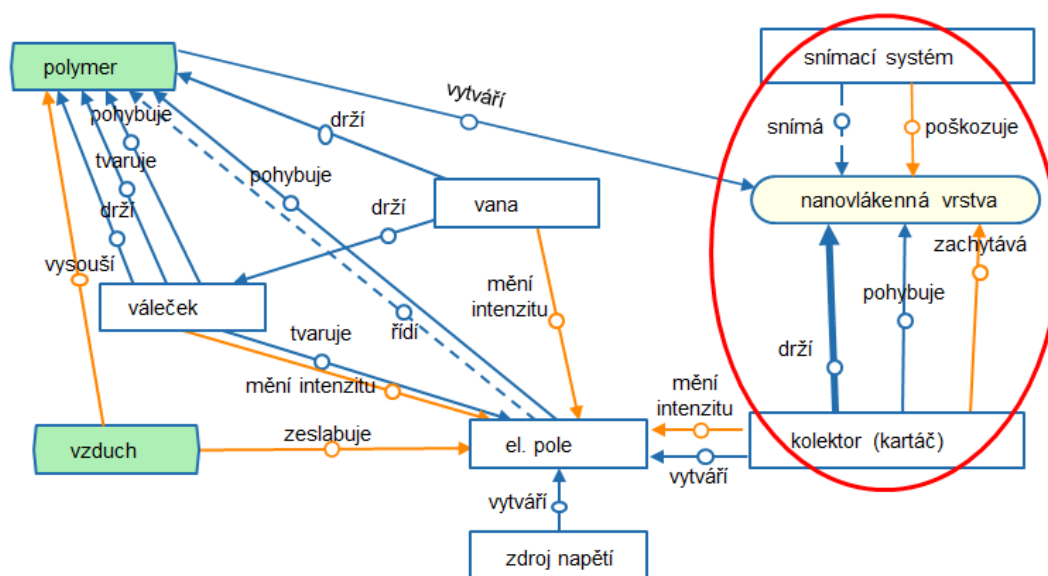 polymer
snímací systém
vytváří
pohybuje
drží
snímá
poškozuje
tvaruje
pohybuje
vana
nanovlákenná vrstva
drží
drží
zachytává
vysouší
mění
intenzitu
váleček
pohybuje
tvaruje
řídí
drží
mění intenzitu
mění
intenzitu
vzduch
zeslabuje
el. pole
kolektor (kartáč)
vytváří
vytváří
zdroj napětí